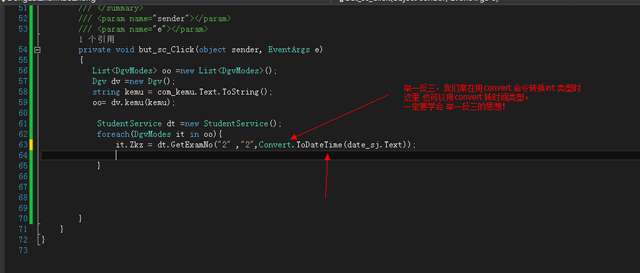 51 /// </summary>
52 /// <param name="sender"></param>
53 /// <param name="e"></param>
1 个引用
54 private void but_sc_Click(object sender, EventArgs e)
55 {
56 List<DgvModes> oo =new List<DgvModes>();
57 Dgv dv =new Dgv();
58 string kemu = com_kemu.Text.ToString();
59 oo= dv.kemu(kemu);
60
61 StudentService dt =new StudentService();
62 foreach(DgvModes it in oo){
63 it.Zkz = dt.GetExamNo("2" ,"2",Convert.ToDateTime(date_sj.Text));
64
65 }
66
67
68
69
70 }
71 }
72 }
73
举一反三，我们常在用convert 命令转换int 类型时
这里 也可以用convert 转时间类型，
一定要学会 举一反三的思想！